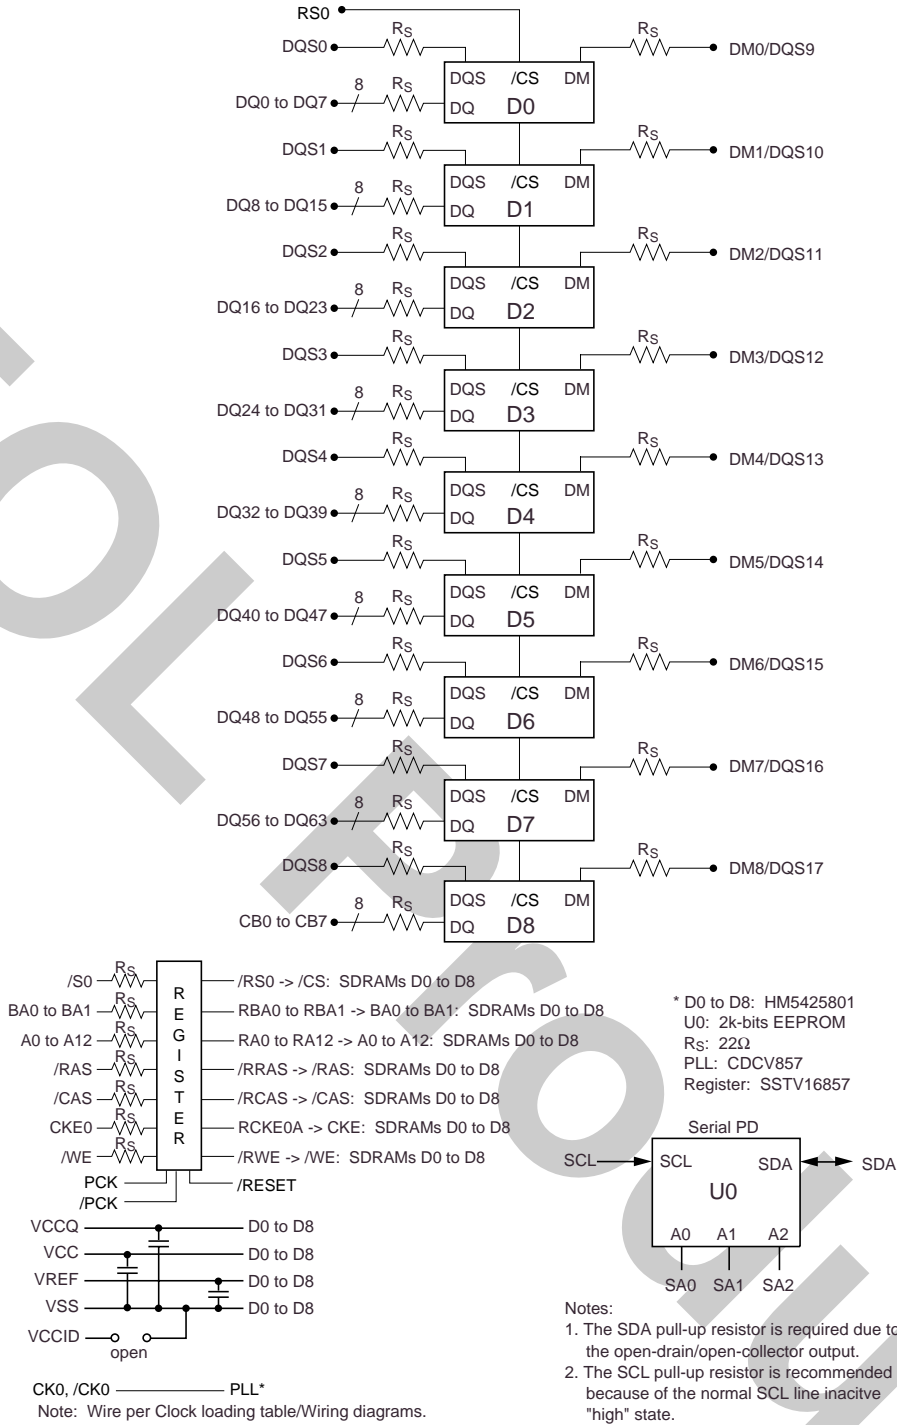 RS0
DQS0 RS RS DM0/DQS9
DQS /CS DM
DQ0 to DQ7 8 RS DQ D0
DQS1 RS RS DM1/DQS10
DQS /CS DM
DQ8 to DQ15 8 RS DQ D1
DQS2 RS RS DM2/DQS11
DQS /CS DM
DQ16 to DQ23 8 RS DQ D2
DQS3 RS RS DM3/DQS12
DQS /CS DM
DQ24 to DQ31 8 RS DQ D3
DQS4 RS RS DM4/DQS13
DQS /CS DM
DQ32 to DQ39 8 RS DQ D4
DQS5 RS RS DM5/DQS14
DQS /CS DM
DQ40 to DQ47 8 RS DQ D5
DQS6 RS RS DM6/DQS15
DQS /CS DM
DQ48 to DQ55 8 RS DQ D6
DQS7 RS RS DM7/DQS16
DQS /CS DM
DQ56 to DQ63 8 RS DQ D7
DQS8 RS RS DM8/DQS17
DQS /CS DM
CB0 to CB7 8 RS DQ D8
REGISTER
/S0 RS /RS0 -> /CS: SDRAMs D0 to D8
BA0 to BA1 RS RBA0 to RBA1 -> BA0 to BA1: SDRAMs D0 to D8
A0 to A12 RS RA0 to RA12 -> A0 to A12: SDRAMs D0 to D8
/RAS RS /RRAS -> /RAS: SDRAMs D0 to D8
/CAS RS /RCAS -> /CAS: SDRAMs D0 to D8
CKE0 RS RCKE0A -> CKE: SDRAMs D0 to D8
/WE RS /RWE -> /WE: SDRAMs D0 to D8
PCK /RESET
/PCK
VCCQ D0 to D8
VCC D0 to D8
VREF D0 to D8
VSS D0 to D8
VCCID open
CK0, /CK0 PLL*
Note: Wire per Clock loading table/Wiring diagrams.
* D0 to D8: HM5425801
U0: 2k-bits EEPROM
RS: 22Ω
PLL: CDCV857
Register: SSTV16857
Serial PD
SCL SCL SDA SDA
U0
A0 A1 A2
SA0 SA1 SA2
Notes:
1. The SDA pull-up resistor is required due to
the open-drain/open-collector output.
2. The SCL pull-up resistor is recommended
because of the normal SCL line inacitve
"high" state.